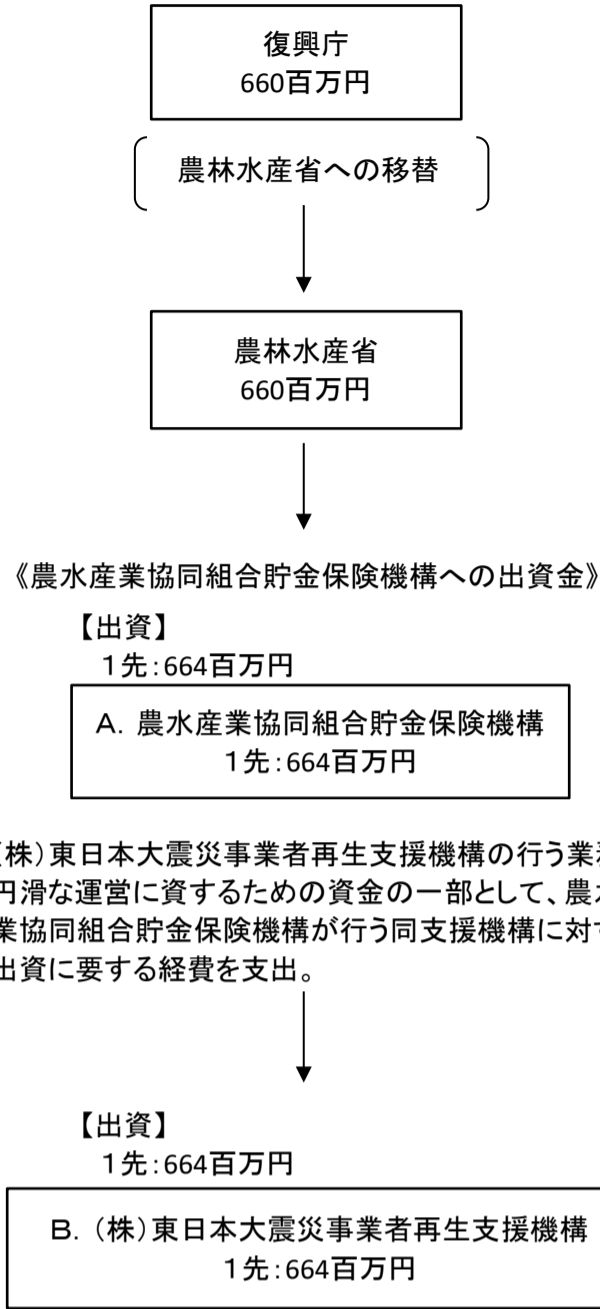 復興庁
660百万円
農林水産省への移替
農林水産省
660百万円
《農水産業協同組合貯金保険機構への出資金》
【出資】
1先:664百万円
A. 農水産業協同組合貯金保険機構
1先:664百万円
(株)東日本大震災事業者再生支援機構の行う業務
円滑な運営に資するための資金の一部として、農水
業協同組合貯金保険機構が行う同支援機構に対す
出資に要する経費を支出。
【出資】
1先:664百万円
B. (株)東日本大震災事業者再生支援機構
1先:664百万円